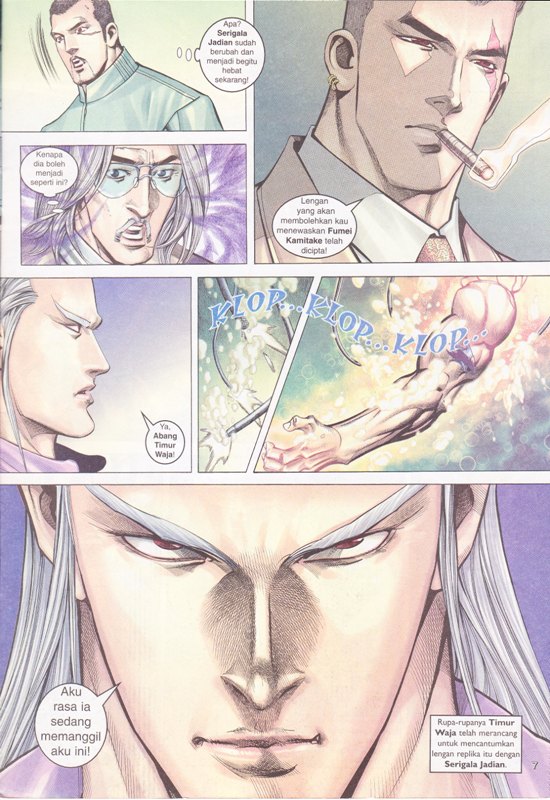 Apa?
Serigala
Jadian sudah
berubah dan
menjadi begitu
hebat
sekarang!
Lengan
yang akan
membolehkan kau
menewaskan Fumei
Kamitake telah
dicipta!
Kenapa
dia boleh
menjadi
seperti ini?
Ya,
Abang
Timur
Waja!
KLOP...KLOP...KLOP...
Aku
rasa ia
sedang
memanggil
aku ini!
Rupa-rupanya Timur
Waja telah merancang
untuk mencantumkan
lengan replika itu dengan
Serigala Jadian.
7